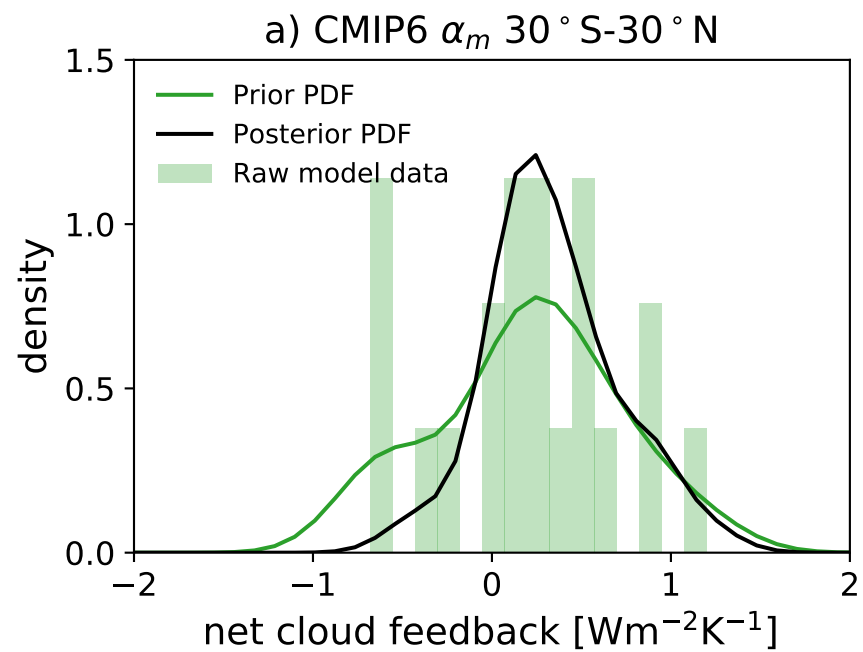 a) CMIP6 αₘ 30°S-30°N
1.5
1.0
0.5
0.0
density
Prior PDF
Posterior PDF
Raw model data
−2
−1
0
1
2
net cloud feedback [Wm⁻²K⁻¹]